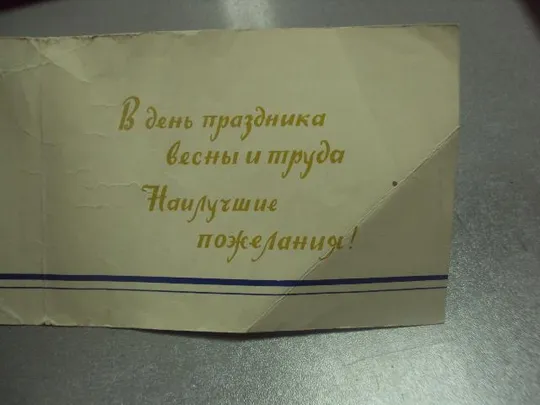 В день праздника
весны и труда
Наилучшие
пожелания!